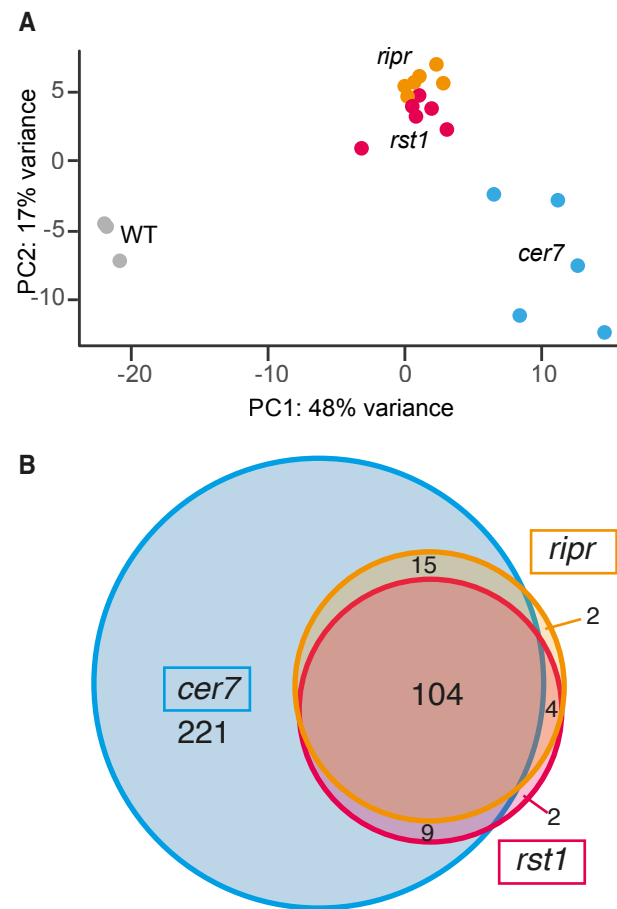 A
ripr
rst1
WT
cer7
5
0
-5
-10
PC2: 17% variance
-20
-10
0
10
PC1: 48% variance
B
15
ripr
2
cer7
221
104
4
9
2
rst1